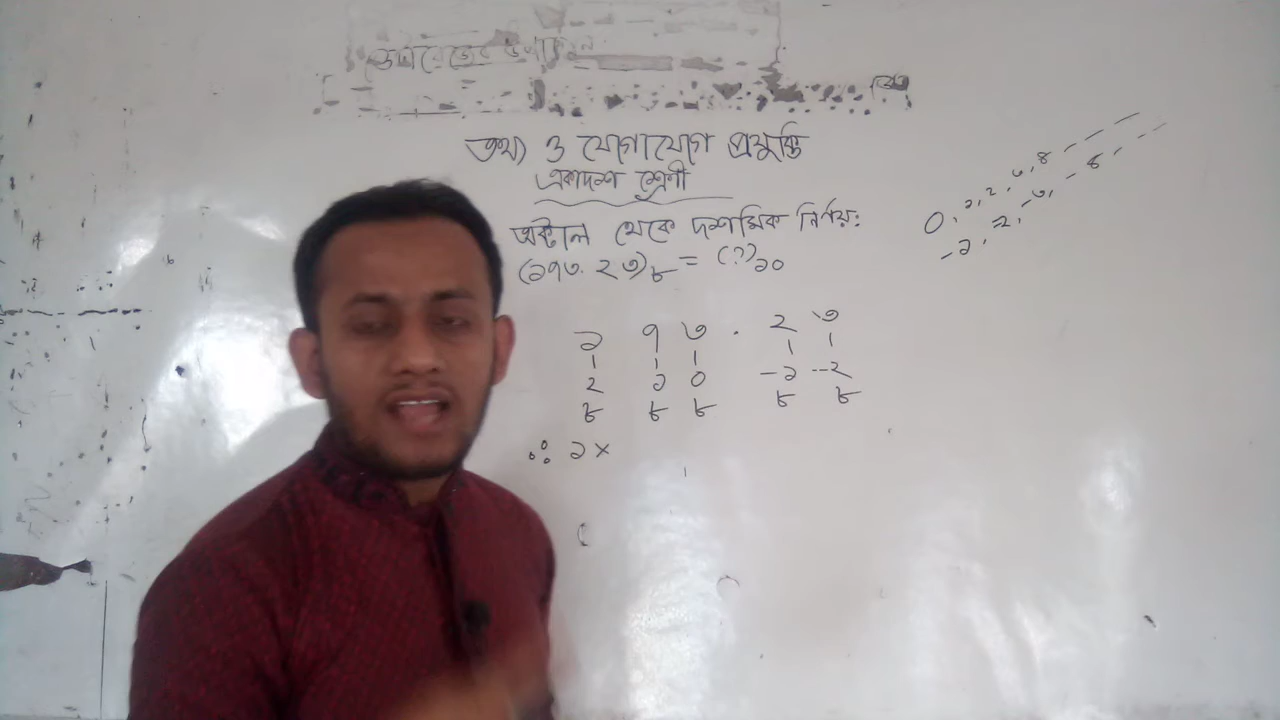 তথ্য ও যোগাযোগ প্রযুক্তি
একাদশ শ্রেণী
অক্টাল থেকে দশমিক নির্ণয়:
(১৭৩.২৩)৮ = (?)১০
০, ১, ২, ৩, ৪ - - -
-১, ২, -৩, - ৪ - - -
১ ৭ ৩ . ২ ৩
২ ১ ০ -১ -২
৮ ৮ ৮ ৮ ৮
∴ ১ ×